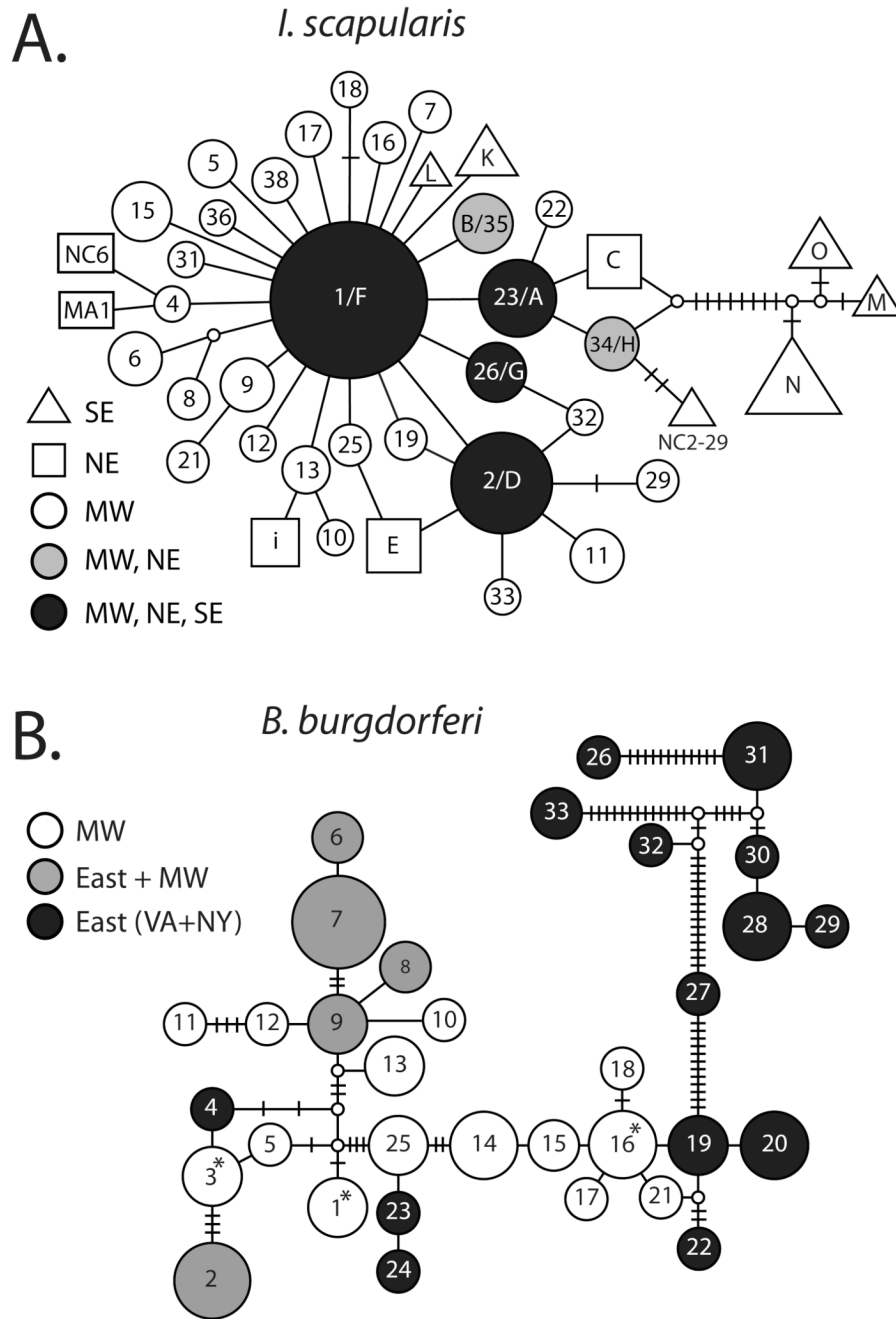 A.
I. scapularis
18
17
7
16
5
38
L
K
15
36
B/35
22
O
NC6
31
C
MA1
4
1/F
23/A
M
6
34/H
8
9
26/G
N
SE
21
12
25
19
32
NC2-29
NE
13
2/D
29
MW
i
10
E
11
MW, NE
33
MW, NE, SE
B.
B. burgdorferi
26
31
MW
33
East + MW
6
32
30
East (VA+NY)
7
28
29
8
27
11
12
9
10
13
18
4
5
25
14
15
16*
19
20
3*
1*
23
17
21
22
2
24